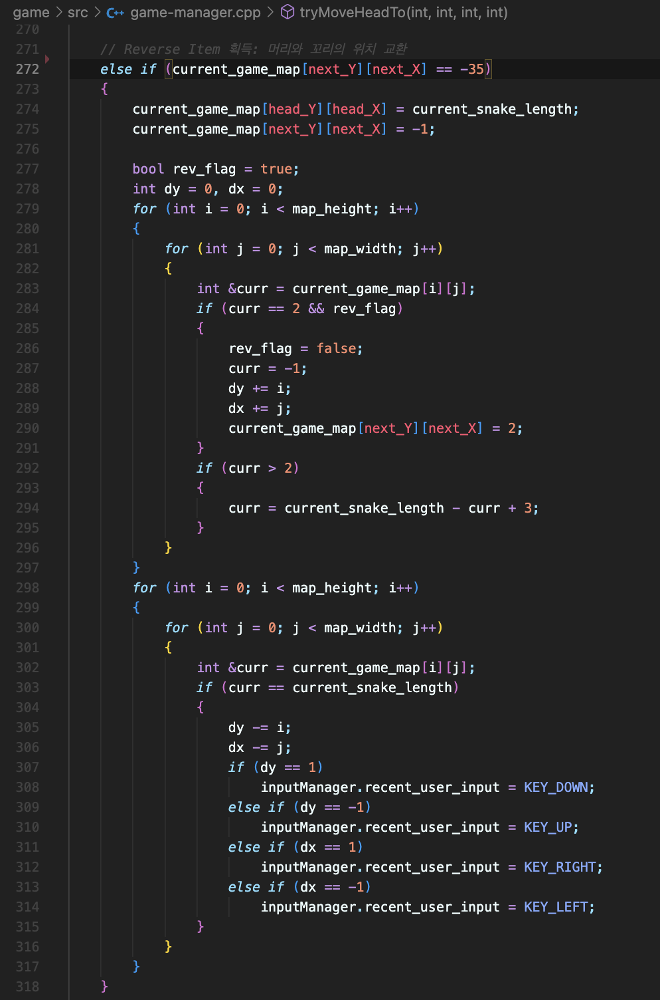 game > src > C++ game-manager.cpp > tryMoveHeadTo(int, int, int, int)
270
271 // Reverse Item 획득: 머리와 꼬리의 위치 교환
272 else if (current_game_map[next_Y][next_X] == -35)
273 {
274 current_game_map[head_Y][head_X] = current_snake_length;
275 current_game_map[next_Y][next_X] = -1;
276
277 bool rev_flag = true;
278 int dy = 0, dx = 0;
279 for (int i = 0; i < map_height; i++)
280 {
281 for (int j = 0; j < map_width; j++)
282 {
283 int &curr = current_game_map[i][j];
284 if (curr == 2 && rev_flag)
285 {
286 rev_flag = false;
287 curr = -1;
288 dy += i;
289 dx += j;
290 current_game_map[next_Y][next_X] = 2;
291 }
292 if (curr > 2)
293 {
294 curr = current_snake_length - curr + 3;
295 }
296 }
297 }
298 for (int i = 0; i < map_height; i++)
299 {
300 for (int j = 0; j < map_width; j++)
301 {
302 int &curr = current_game_map[i][j];
303 if (curr == current_snake_length)
304 {
305 dy -= i;
306 dx -= j;
307 if (dy == 1)
308 inputManager.recent_user_input = KEY_DOWN;
309 else if (dy == -1)
310 inputManager.recent_user_input = KEY_UP;
311 else if (dx == 1)
312 inputManager.recent_user_input = KEY_RIGHT;
313 else if (dx == -1)
314 inputManager.recent_user_input = KEY_LEFT;
315 }
316 }
317 }
318 }